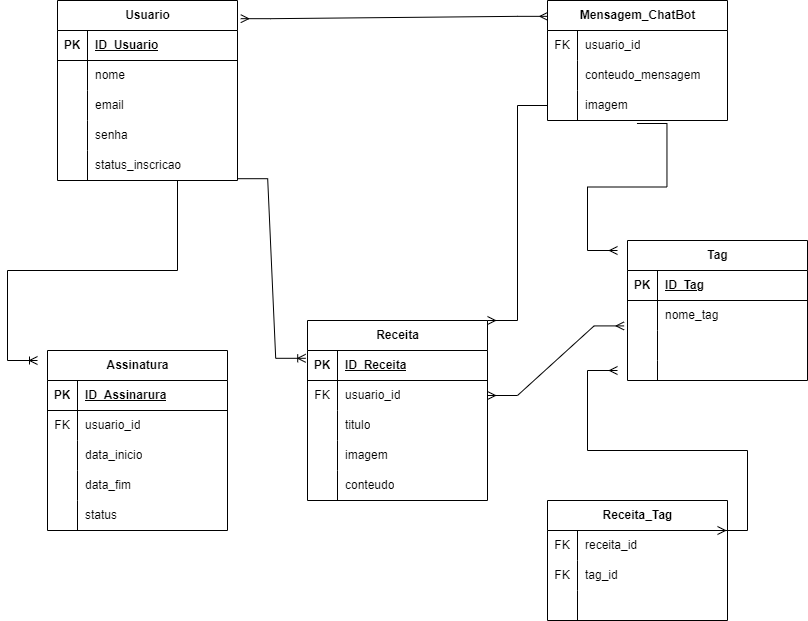 Usuario
PK ID_Usuario
nome
email
senha
status_inscricao
Mensagem_ChatBot
FK usuario_id
conteudo_mensagem
imagem
Tag
PK ID_Tag
nome_tag
Receita
PK ID_Receita
FK usuario_id
titulo
imagem
conteudo
Assinatura
PK ID_Assinarura
FK usuario_id
data_inicio
data_fim
status
Receita_Tag
FK receita_id
FK tag_id